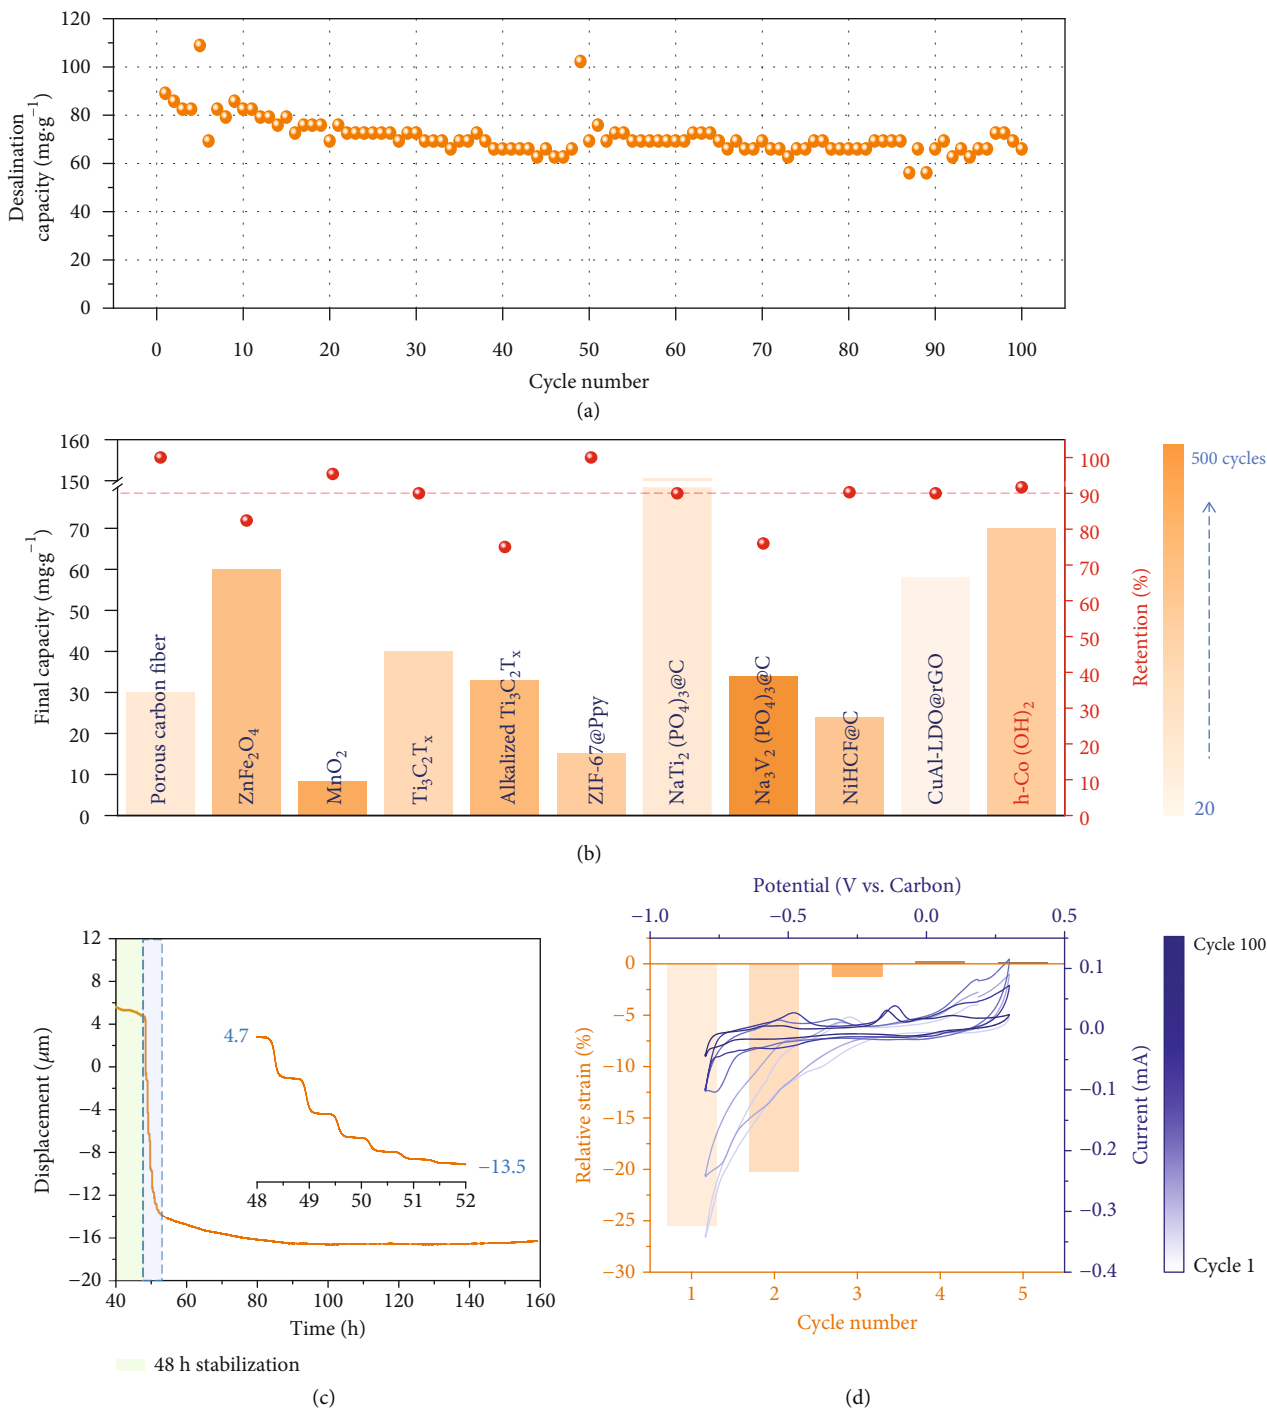 120
100
80
60
40
20
0
Desalination
capacity (mg·g⁻¹)
0 10 20 30 40 50 60 70 80 90 100
Cycle number
(a)
160
150
70
60
50
40
30
20
10
0
Final capacity (mg·g⁻¹)
Porous carbon fiber
ZnFe₂O₄
MnO₂
Ti₃C₂Tₓ
Alkalized Ti₃C₂Tₓ
ZIF-67@Ppy
NaTi₂ (PO₄)₃@C
Na₃V₂ (PO₄)₃@C
NiHCF@C
CuAl-LDO@rGO
h-Co (OH)₂
100
90
80
70
60
50
40
30
20
10
0
Retention (%)
500 cycles
20
(b)
12
8
4
0
−4
−8
−12
−16
−20
Displacement (μm)
4.7
−13.5
48 49 50 51 52
40 60 80 100 120 140 160
Time (h)
48 h stabilization
(c)
Potential (V vs. Carbon)
−1.0 −0.5 0.0 0.5
0
−5
−10
−15
−20
−25
−30
Relative strain (%)
0.1
0.0
−0.1
−0.2
−0.3
−0.4
Current (mA)
1 2 3 4 5
Cycle number
Cycle 100
Cycle 1
(d)